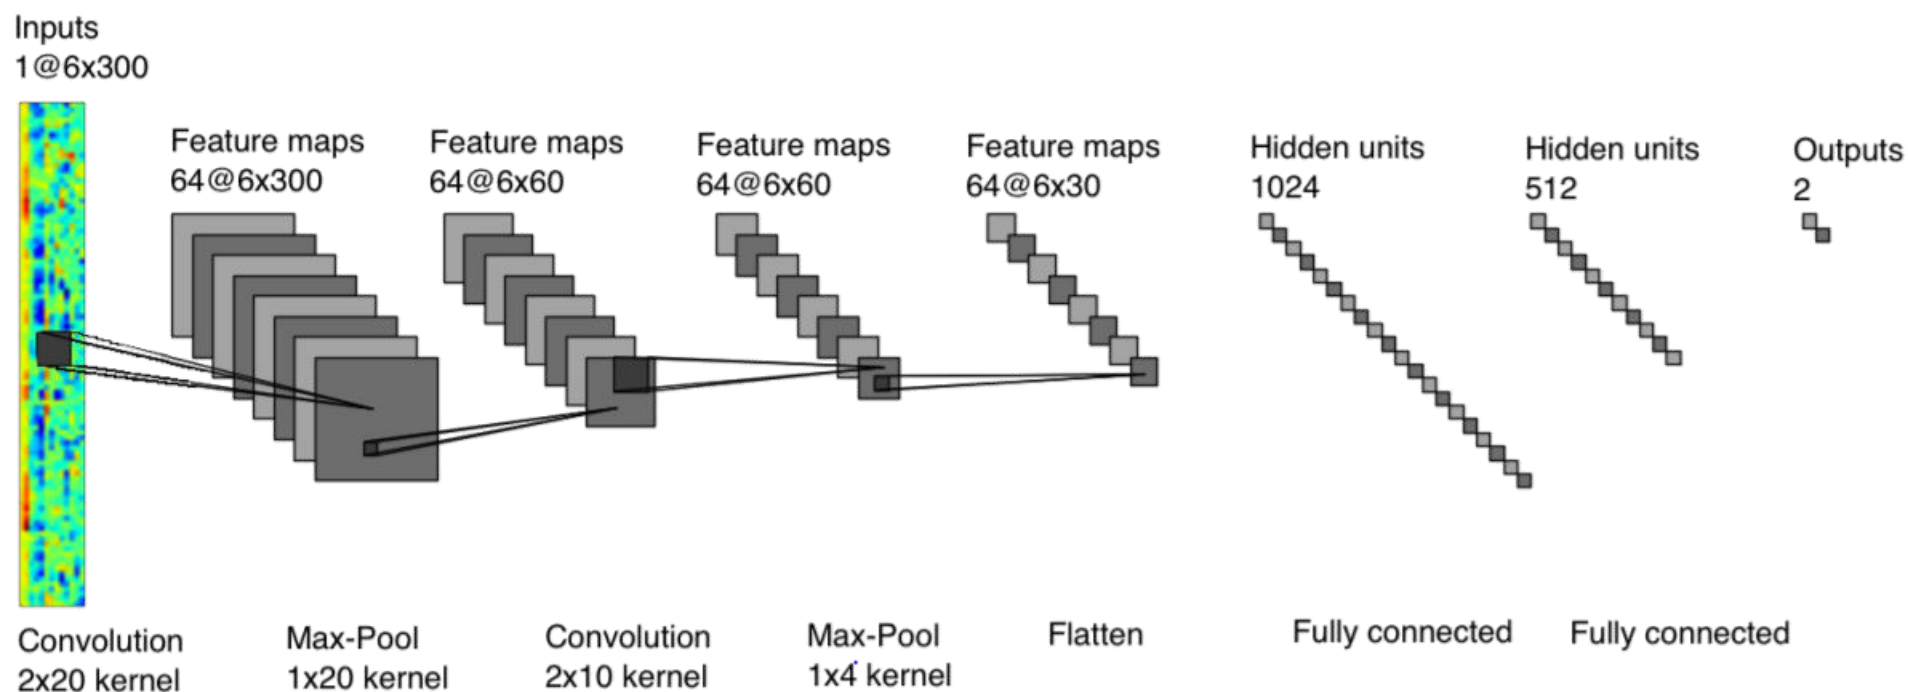 Inputs
1@6x300
Feature maps
64@6x300
Feature maps
64@6x60
Feature maps
64@6x60
Feature maps
64@6x30
Hidden units
1024
Hidden units
512
Outputs
2
Convolution
2x20 kernel
Max-Pool
1x20 kernel
Convolution
2x10 kernel
Max-Pool
1x4 kernel
Flatten
Fully connected
Fully connected